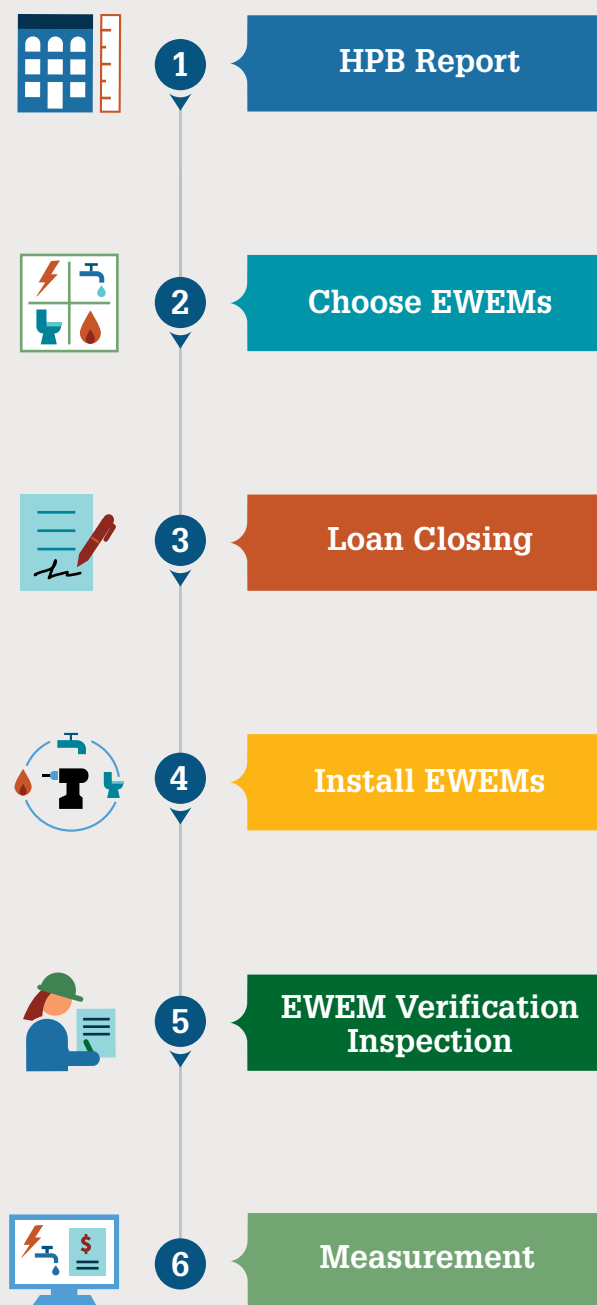 1
HPB Report
2
Choose EWEMs
3
Loan Closing
4
Install EWEMs
5
EWEM Verification
Inspection
$
6
Measurement